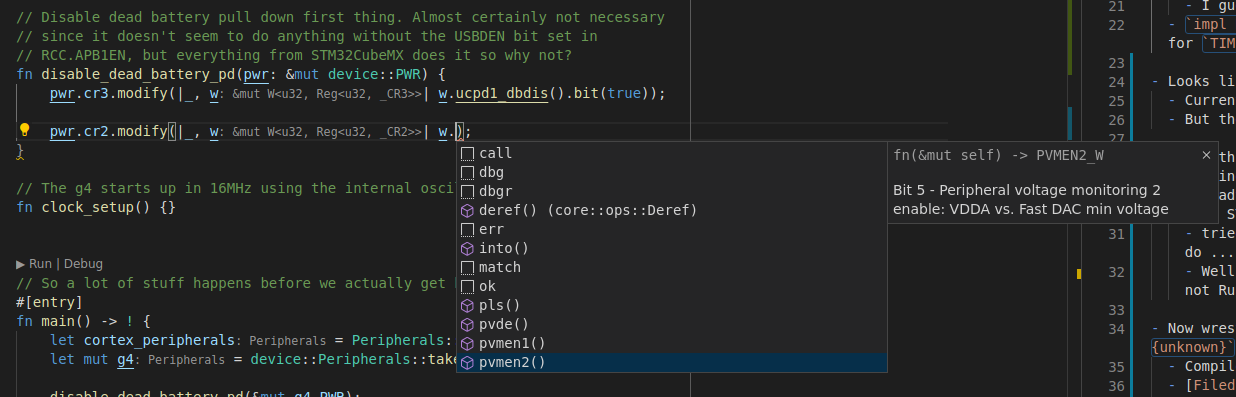 // Disable dead battery pull down first thing. Almost certainly not necessary
// since it doesn't seem to do anything without the USBDEN bit set in
// RCC.APB1EN, but everything from STM32CubeMX does it so why not?
fn disable_dead_battery_pd(pwr: &mut device::PWR) {
pwr.cr3.modify(|_, w: &mut W<u32, Reg<u32, _CR3>>| w.ucpd1_dbdis().bit(true));
pwr.cr2.modify(|_, w: &mut W<u32, Reg<u32, _CR2>>| w.);
}
// The g4 starts up in 16MHz using the internal osci
fn clock_setup() {}
▶ Run | Debug
// So a lot of stuff happens before we actually get
#[entry]
fn main() -> ! {
let cortex_peripherals: Peripherals = Peripherals:
let mut g4: Peripherals = device::Peripherals::take
disable_dead_battery_pd(&mut g4.PWR);
call
dbg
dbgr
deref() (core::ops::Deref)
err
into()
match
ok
pls()
pvde()
pvmen1()
pvmen2()
fn(&mut self) -> PVMEN2_W
×
Bit 5 - Peripheral voltage monitoring 2
enable: VDDA vs. Fast DAC min voltage
21 - I gu
22 - `impl
for `TIM
23
24 - Looks li
25 - Curren
26 - But th
27
th
in
ad
S
31 - trie
do ...
32 - Well
not Ru
33
34 - Now wres
{unknown}`
35 - Compil
36 - [Filed